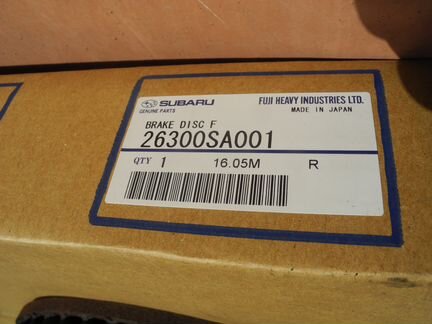 SUBARU
GENUINE PARTS
FUJI HEAVY INDUSTRIES LTD.
MADE IN JAPAN
BRAKE DISC F
26300SA001
QTY 1 16.05M R